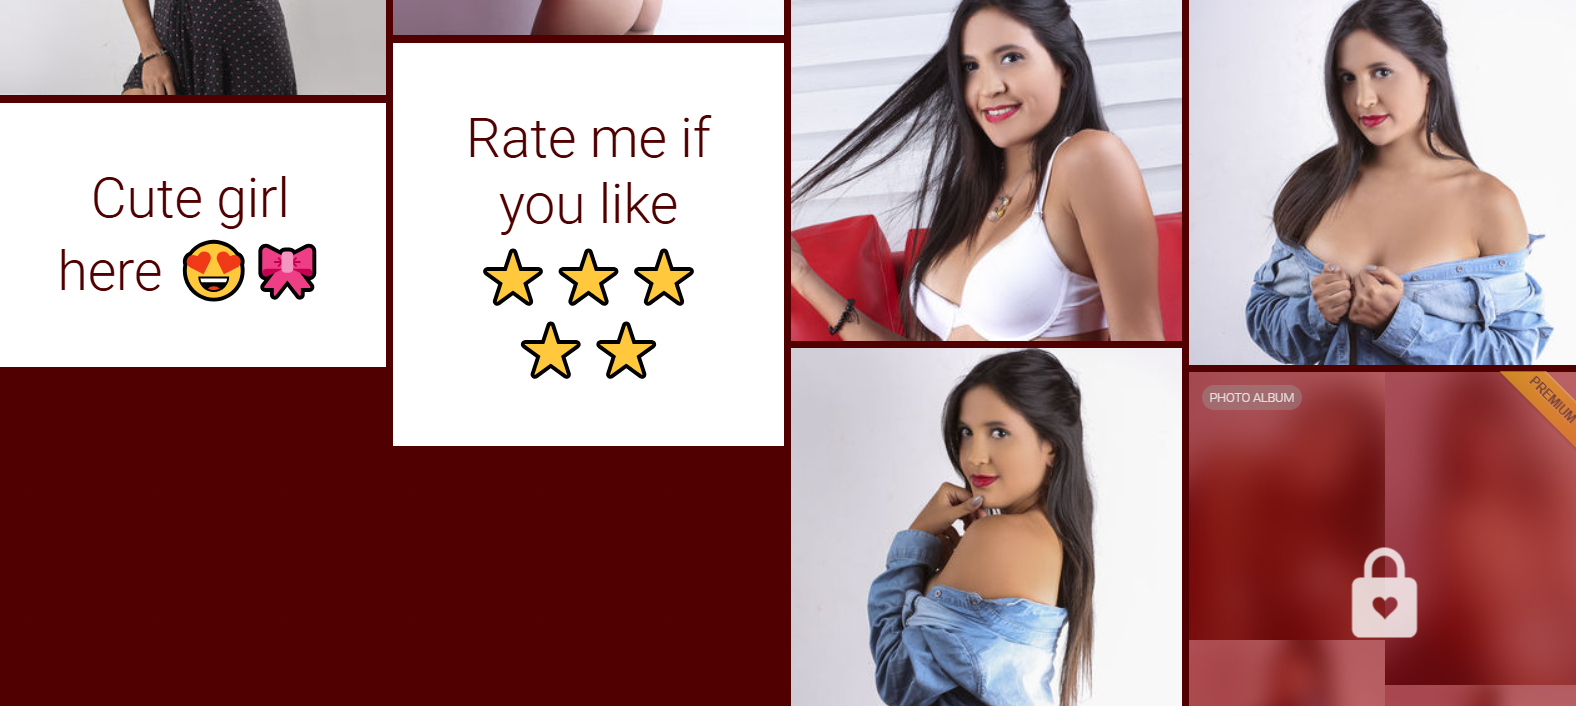 Cute girl
here 😍 🎀
Rate me if
you like
⭐ ⭐ ⭐
⭐ ⭐
PHOTO ALBUM
PREMIUM